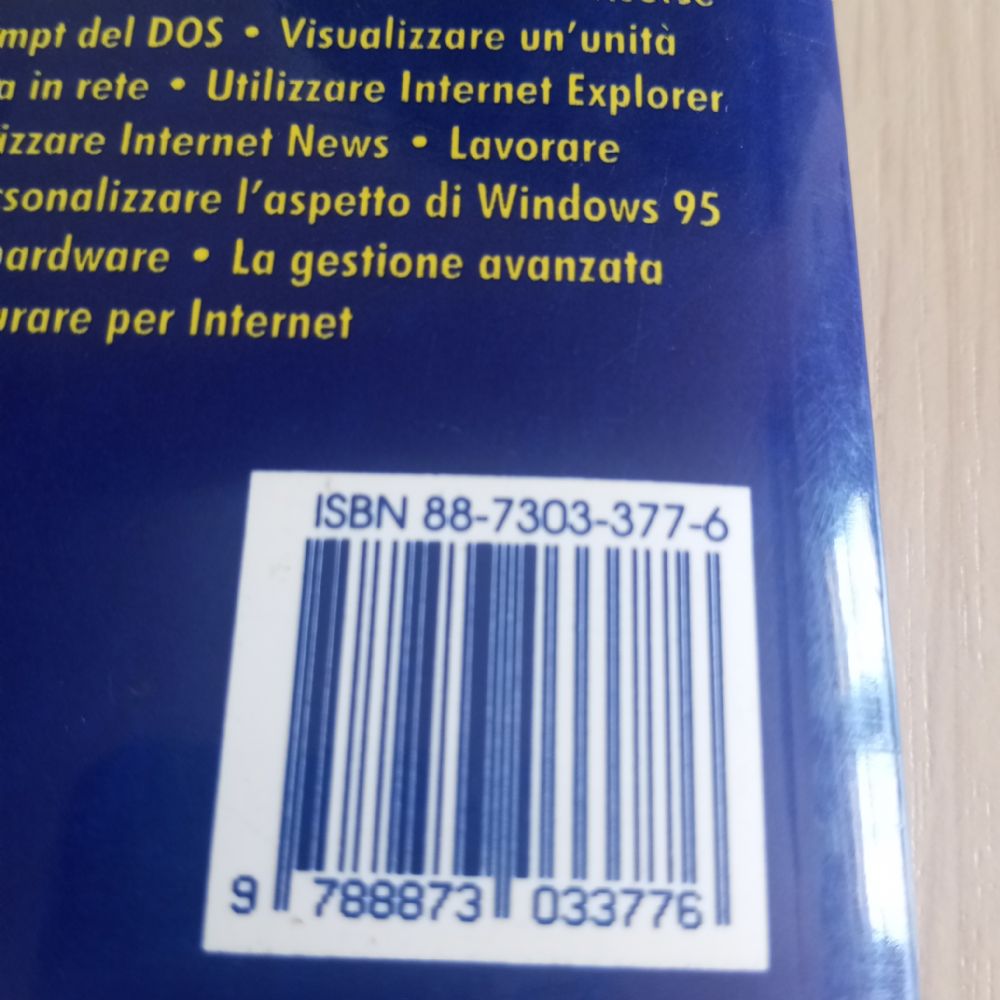 mpt del DOS • Visualizzare un'unità
a in rete • Utilizzare Internet Explorer
izzare Internet News • Lavorare
rsonalizzare l'aspetto di Windows 95
hardware • La gestione avanzata
urare per Internet
ISBN 88-7303-377-6
9 788873 033776